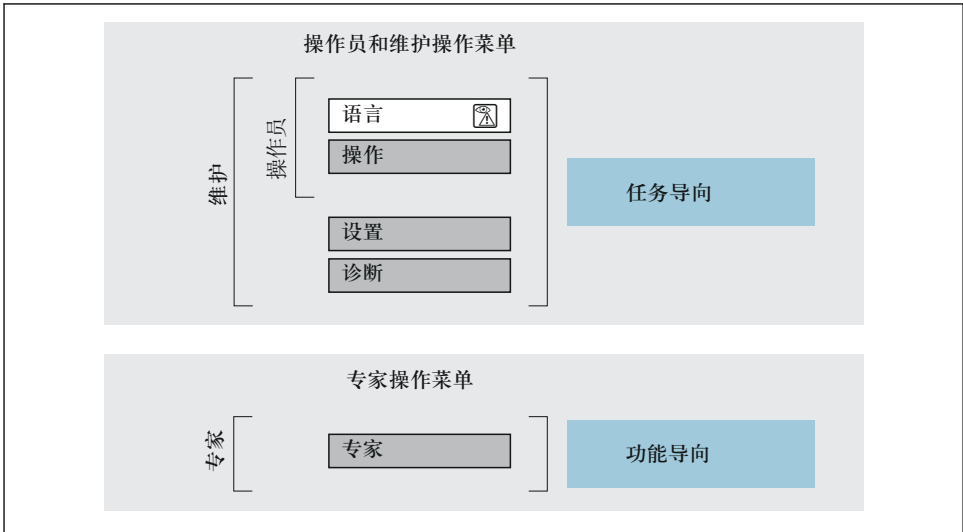 操作员和维护操作菜单
维护
操作员
语言
操作
设置
诊断
任务导向
专家操作菜单
专家
专家
功能导向